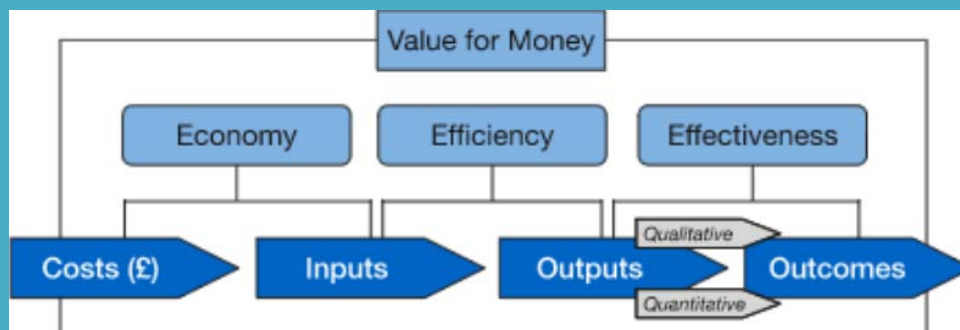 Value for Money
Economy
Efficiency
Effectiveness
Qualitative
Costs (£)
Inputs
Outputs
Outcomes
Quantitative